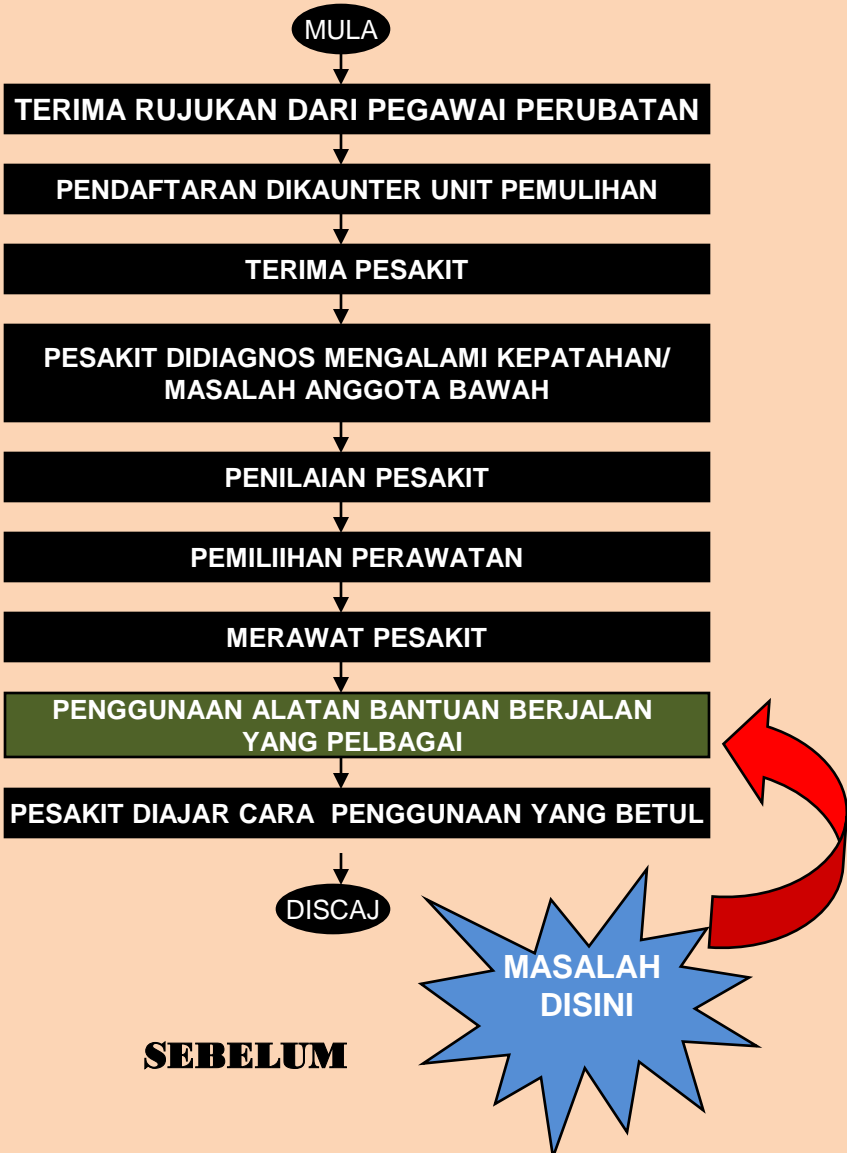 MULA
TERIMA RUJUKAN DARI PEGAWAI PERUBATAN
PENDAFTARAN DIKAUNTER UNIT PEMULIHAN
TERIMA PESAKIT
PESAKIT DIDIAGNOS MENGALAMI KEPATAHAN/
MASALAH ANGGOTA BAWAH
PENILAIAN PESAKIT
PEMILIIHAN PERAWATAN
MERAWAT PESAKIT
PENGGUNAAN ALATAN BANTUAN BERJALAN
YANG PELBAGAI
PESAKIT DIAJAR CARA PENGGUNAAN YANG BETUL
DISCAJ
MASALAH
DISINI
SEBELUM